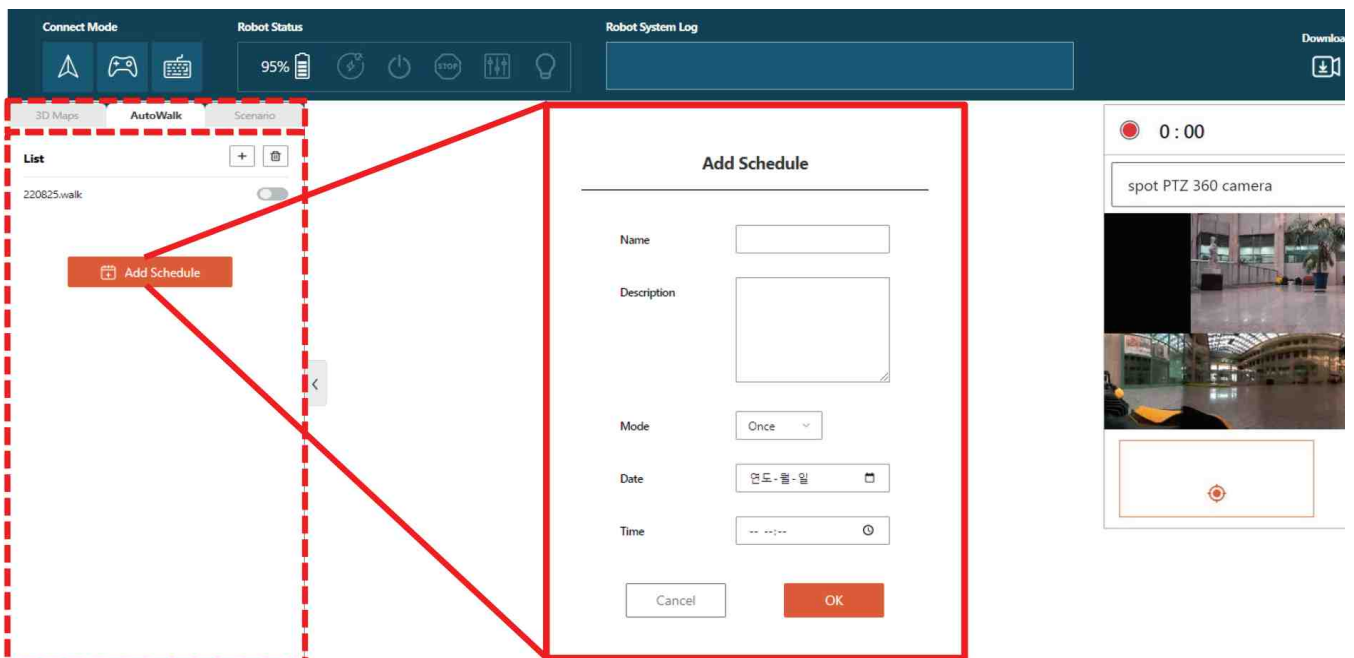 Connect Mode
Robot Status
Robot System Log
95%
STOP
3D Maps
AutoWalk
Scenario
List
220825.walk
Add Schedule
Add Schedule
Name
Description
Mode
Once
Date
연도-월-일
Time
-- --:--
Cancel
OK
Downloa
0 : 00
spot PTZ 360 camera